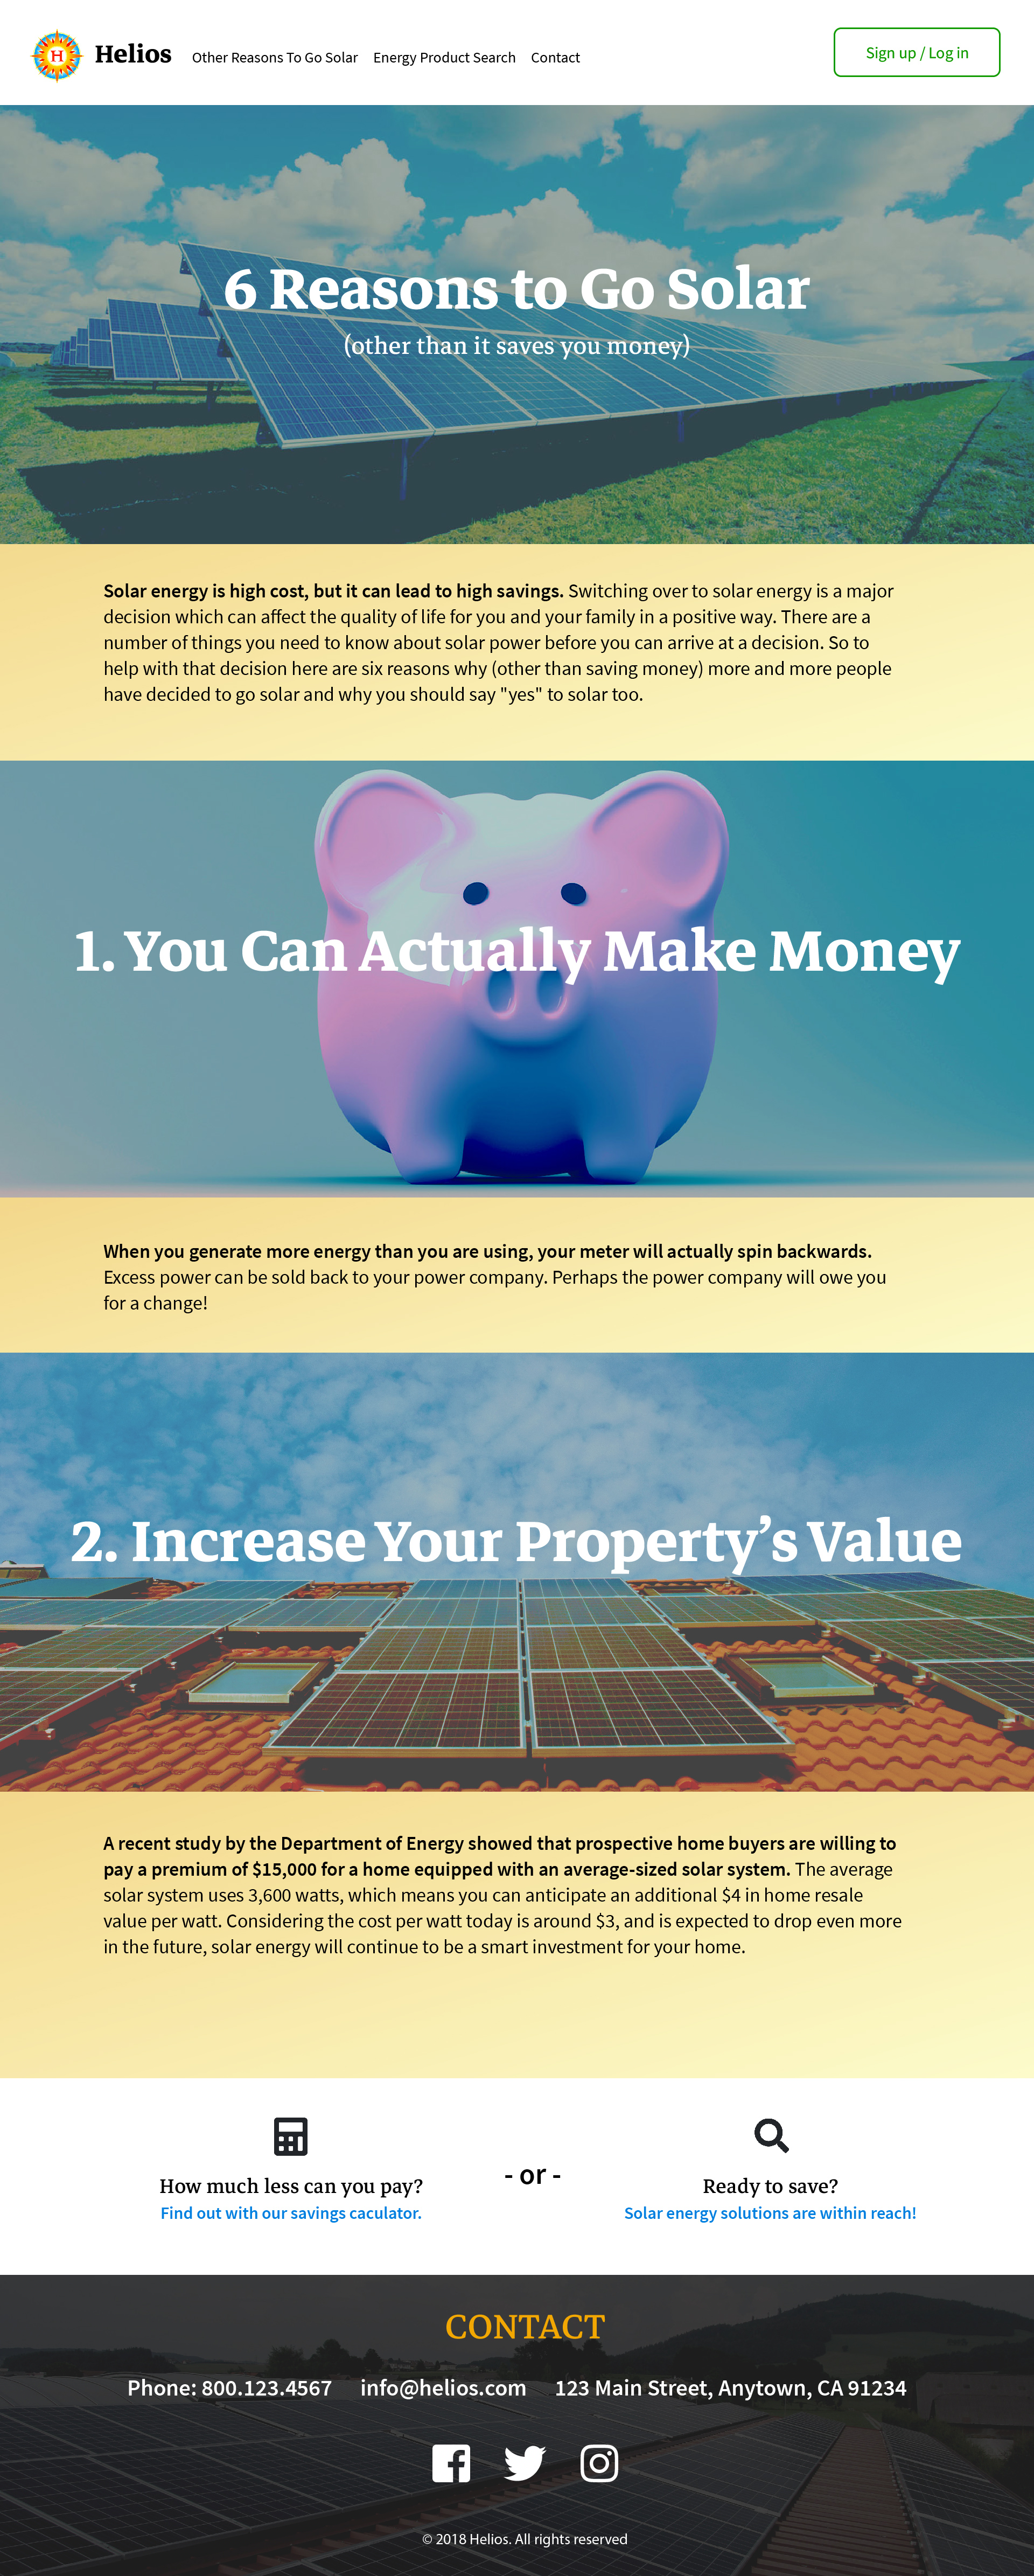 H
Helios
Other Reasons To Go Solar
Energy Product Search
Contact
Sign up / Log in
6 Reasons to Go Solar
(other than it saves you money)
Solar energy is high cost, but it can lead to high savings. Switching over to solar energy is a major
decision which can affect the quality of life for you and your family in a positive way. There are a
number of things you need to know about solar power before you can arrive at a decision. So to
help with that decision here are six reasons why (other than saving money) more and more people
have decided to go solar and why you should say "yes" to solar too.
1. You Can Actually Make Money
When you generate more energy than you are using, your meter will actually spin backwards.
Excess power can be sold back to your power company. Perhaps the power company will owe you
for a change!
2. Increase Your Property’s Value
A recent study by the Department of Energy showed that prospective home buyers are willing to
pay a premium of $15,000 for a home equipped with an average-sized solar system. The average
solar system uses 3,600 watts, which means you can anticipate an additional $4 in home resale
value per watt. Considering the cost per watt today is around $3, and is expected to drop even more
in the future, solar energy will continue to be a smart investment for your home.
How much less can you pay?
Find out with our savings caculator.
- or -
Ready to save?
Solar energy solutions are within reach!
CONTACT
Phone: 800.123.4567
info@helios.com
123 Main Street, Anytown, CA 91234
© 2018 Helios. All rights reserved